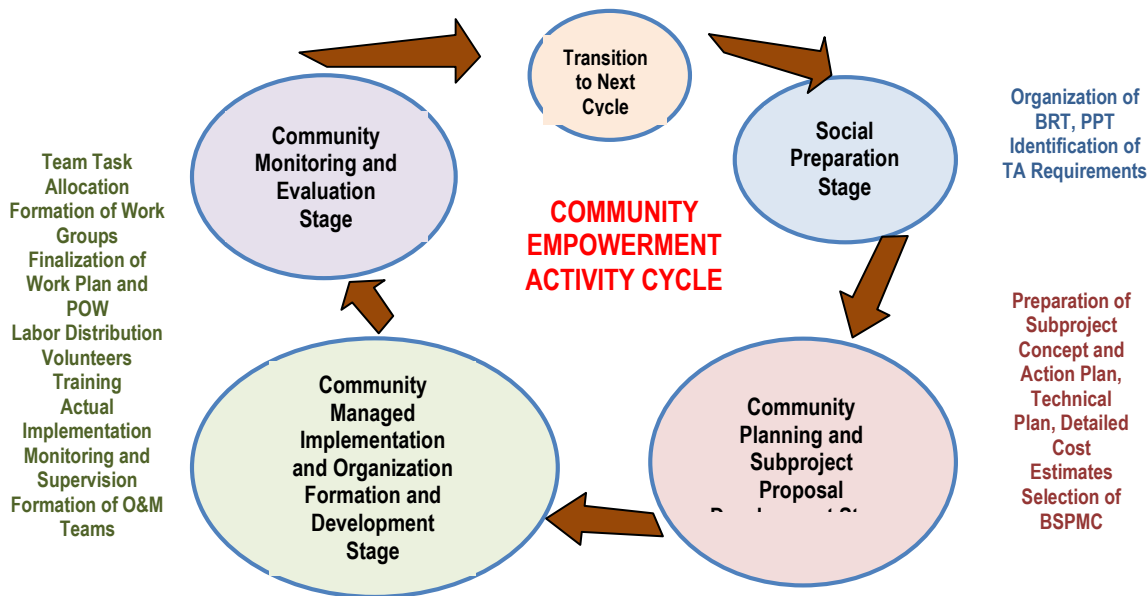 Transition
to Next
Cycle
Social
Preparation
Stage
Organization of
BRT, PPT
Identification of
TA Requirements
Community
Monitoring and
Evaluation
Stage
COMMUNITY
EMPOWERMENT
ACTIVITY CYCLE
Team Task
Allocation
Formation of Work
Groups
Finalization of
Work Plan and
POW
Labor Distribution
Volunteers
Training
Actual
Implementation
Monitoring and
Supervision
Formation of O&M
Teams
Preparation of
Subproject
Concept and
Action Plan,
Technical
Plan, Detailed
Cost
Estimates
Selection of
BSPMC
Community
Managed
Implementation
and Organization
Formation and
Development
Stage
Community
Planning and
Subproject
Proposal